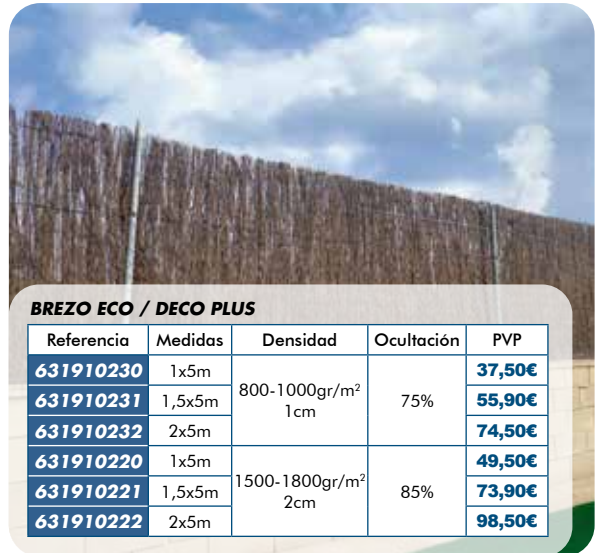 BREZO ECO / DECO PLUS
Referencia Medidas Densidad Ocultación PVP
631910230 1x5m 800-1000gr/m² 1cm 75% 37,50€
631910231 1,5x5m 55,90€
631910232 2x5m 74,50€
631910220 1x5m 1500-1800gr/m² 2cm 85% 49,50€
631910221 1,5x5m 73,90€
631910222 2x5m 98,50€